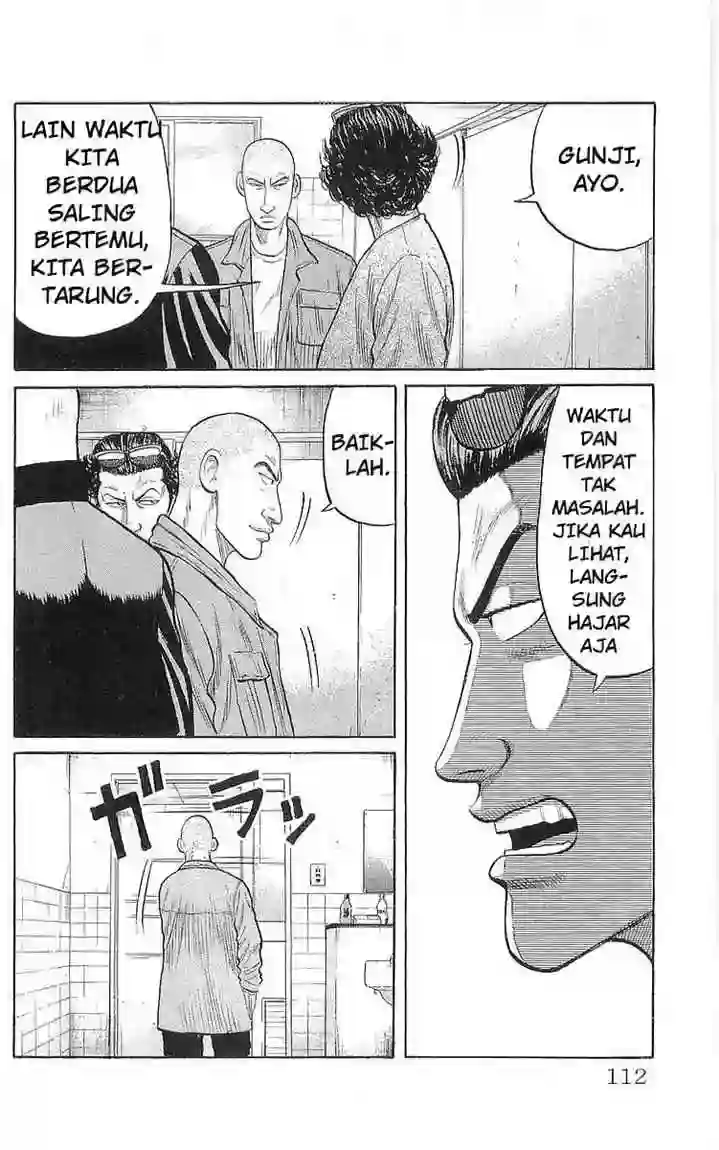 GUNJI,
AYO.
LAIN WAKTU
KITA
BERDUA
SALING
BERTEMU,
KITA BER-
TARUNG.
WAKTU
DAN
TEMPAT
TAK
MASALAH.
JIKA KAU
LIHAT,
LANG-
SUNG
HAJAR
AJA
BAIK-
LAH.
ガラッ
112